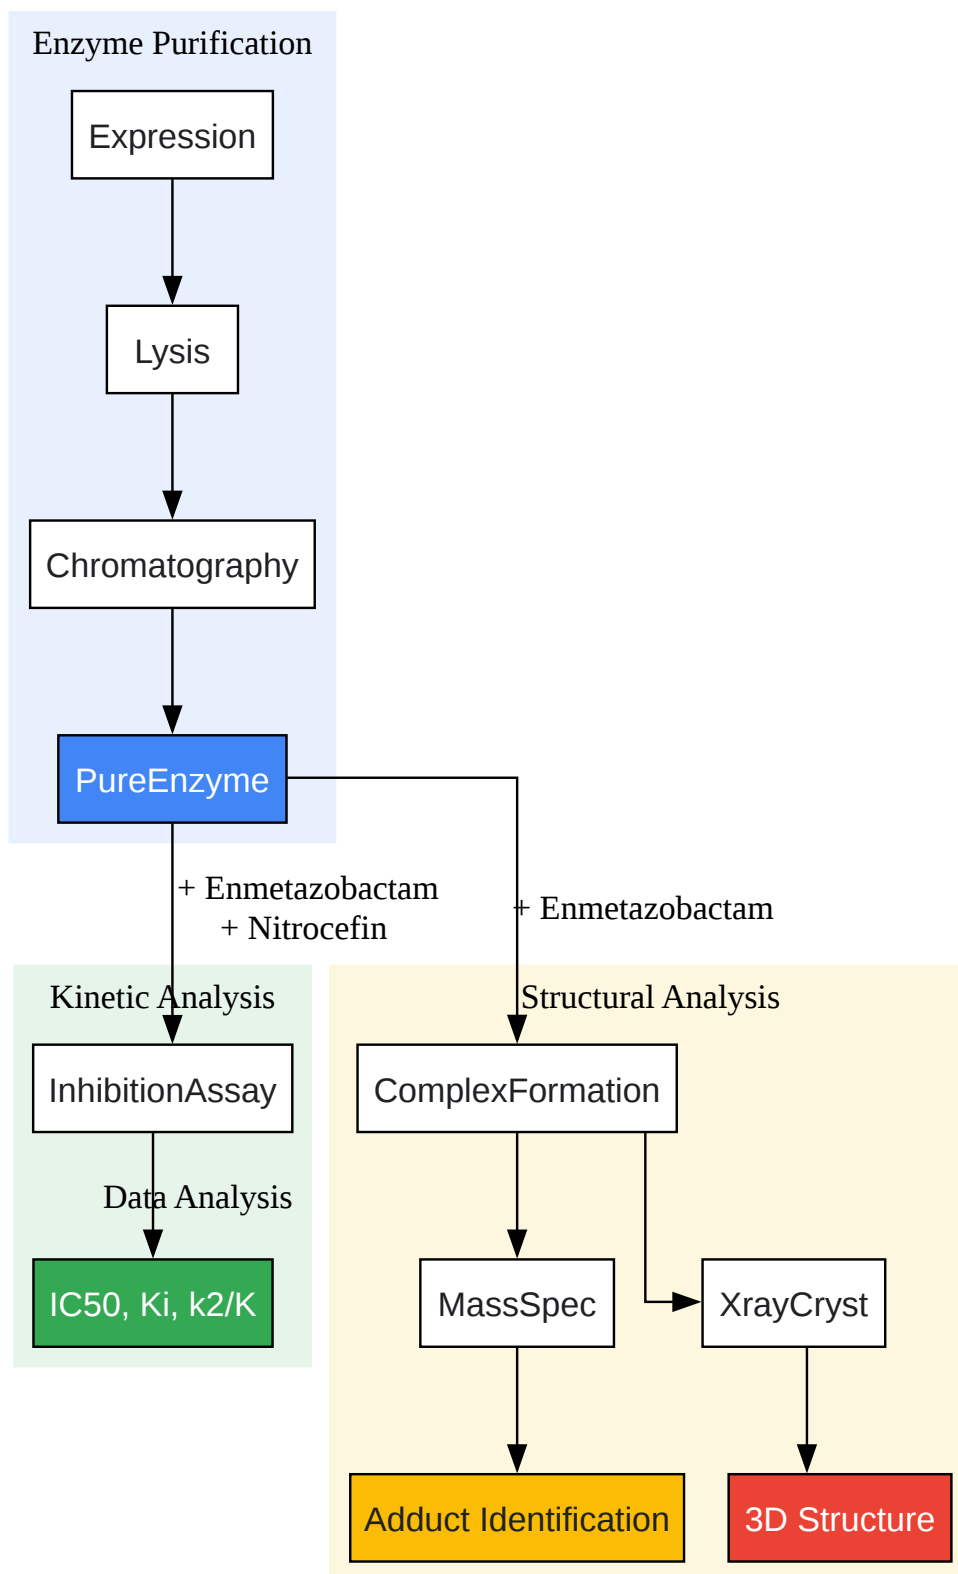 Enzyme Purification
Expression
Lysis
Chromatography
PureEnzyme
+ Enmetazobactam
+ Nitrocefin
+ Enmetazobactam
Kinetic Analysis
Structural Analysis
InhibitionAssay
ComplexFormation
Data Analysis
IC50, Ki, k2/K
MassSpec
XrayCryst
Adduct Identification
3D Structure